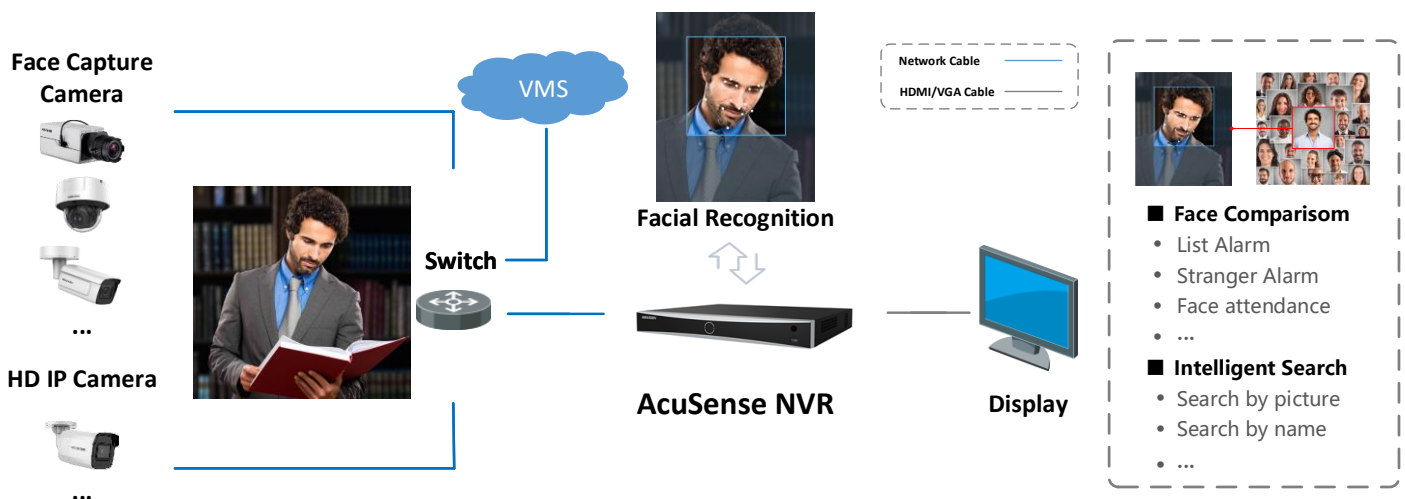 Face Capture
Camera
...
HD IP Camera
...
VMS
Switch
Facial Recognition
AcuSense NVR
Display
Network Cable
HDMI/VGA Cable
■ Face Comparisom
• List Alarm
• Stranger Alarm
• Face attendance
• ...
■ Intelligent Search
• Search by picture
• Search by name
• ...